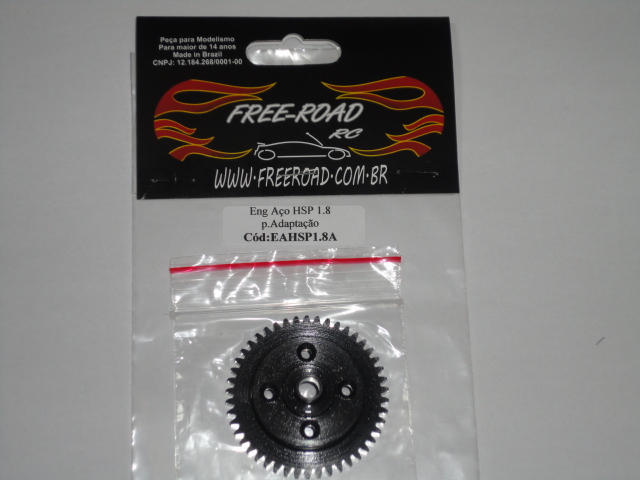 Peça para Modelismo
Para maior de 14 anos
Made in Brazil
CNPJ: 12.184.268/0001-00
FREE-ROAD
RC
WWW.FREEROAD.COM.BR
Eng Aço HSP 1.8
p.Adaptação
Cód:EAHSP1.8A